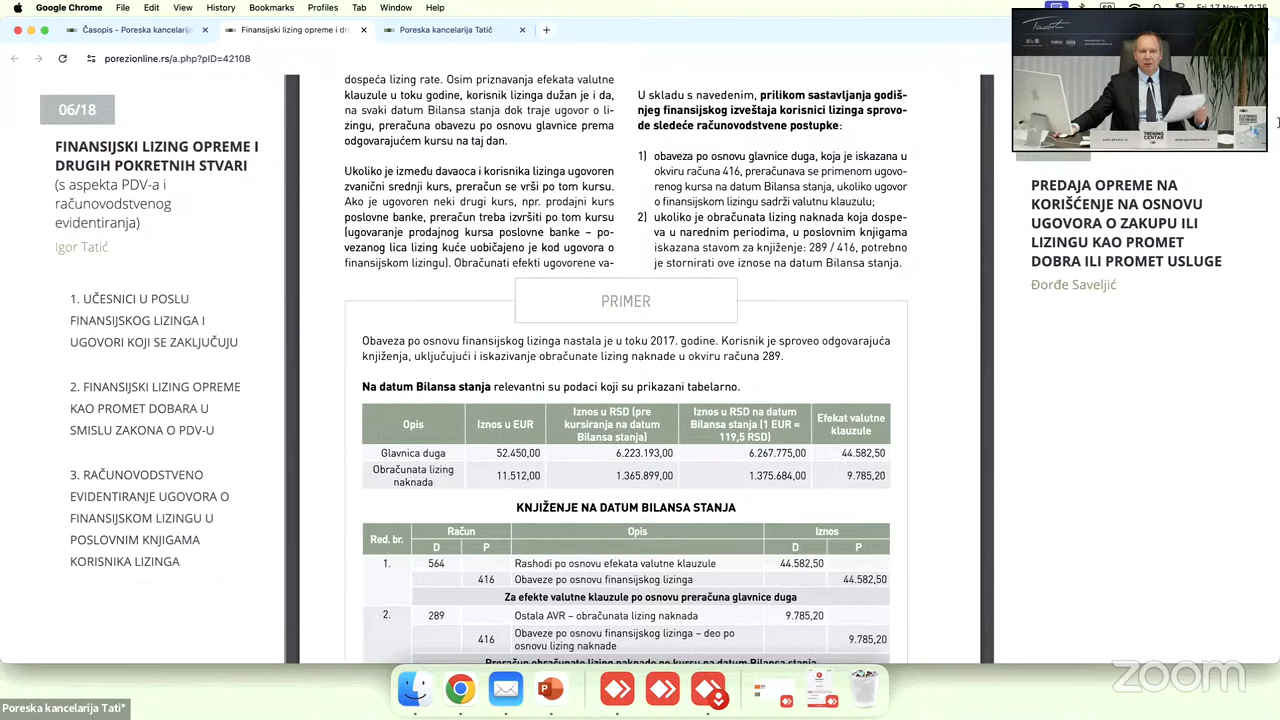 Google Chrome File Edit View History Bookmarks Profiles Tab Window Help Fri 17 Nov 10:25
Časopis - Poreska kancelarija
Finansijski lizing opreme i dr
Poreska kancelarija Tatić
porezionline.rs/a.php?pID=42108
06/18
FINANSIJSKI LIZING OPREME I
DRUGIH POKRETNIH STVARI
(s aspekta PDV-a i
računovodstvenog
evidentiranja)
Igor Tatić
1. UČESNICI U POSLU
FINANSIJSKOG LIZINGA I
UGOVORI KOJI SE ZAKLJUČUJU
2. FINANSIJSKI LIZING OPREME
KAO PROMET DOBARA U
SMISLU ZAKONA O PDV-U
3. RAČUNOVODSTVENO
EVIDENTIRANJE UGOVORA O
FINANSIJSKOM LIZINGU U
POSLOVNIM KNJIGAMA
KORISNIKA LIZINGA
dospeća lizing rate. Osim priznavanja efekata valutne
klauzule u toku godine, korisnik lizinga dužan je i da,
na svaki datum Bilansa stanja dok traje ugovor o li-
zingu, preračuna obavezu po osnovu glavnice prema
odgovarajućem kursu na taj dan.
Ukoliko je između davaoca i korisnika lizinga ugovoren
zvanični srednji kurs, preračun se vrši po tom kursu.
Ako je ugovoren neki drugi kurs, npr. prodajni kurs
poslovne banke, preračun treba izvršiti po tom kursu
(ugovaranje prodajnog kursa poslovne banke – po-
vezanog lica lizing kuće uobičajeno je kod ugovora o
finansijskom lizingu). Obračunati efekti ugovorene va-
U skladu s navedenim, prilikom sastavljanja godiš-
njeg finansijskog izveštaja korisnici lizinga sprovo-
de sledeće računovodstvene postupke:
1) obaveza po osnovu glavnice duga, koja je iskazana u
okviru računa 416, preračunava se primenom ugovo-
renog kursa na datum Bilansa stanja, ukoliko ugovor
o finansijskom lizingu sadrži valutnu klauzulu;
2) ukoliko je obračunata lizing naknada koja dospe-
va u narednim periodima, u poslovnim knjigama
iskazana stavom za knjiženje: 289 / 416, potrebno
je stornirati ove iznose na datum Bilansa stanja.
PRIMER
Obaveza po osnovu finansijskog lizinga nastala je u toku 2017. godine. Korisnik je sproveo odgovarajuća
knjiženja, uključujući i iskazivanje obračunate lizing naknade u okviru računa 289.
Na datum Bilansa stanja relevantni su podaci koji su prikazani tabelarno.
Opis Iznos u EUR Iznos u RSD (pre kursiranja na datum Bilansa stanja) Iznos u RSD na datum Bilansa stanja (1 EUR = 119,5 RSD) Efekat valutne klauzule
Glavnica duga 52.450,00 6.223.193,00 6.267.775,00 44.582,50
Obračunata lizing naknada 11.512,00 1.365.899,00 1.375.684,00 9.785,20
KNJIŽENJE NA DATUM BILANSA STANJA
Red. br. Račun Opis Iznos
D P D P
1. 564 Rashodi po osnovu efekata valutne klauzule 44.582,50
416 Obaveze po osnovu finansijskog lizinga 44.582,50
Za efekte valutne klauzule po osnovu preračuna glavnice duga
2. 289 Ostala AVR – obračunata lizing naknada 9.785,20
416 Obaveze po osnovu finansijskog lizinga – deo po osnovu lizing naknade 9.785,20
Preračun obračunate lizing naknade po kursu na datum Bilansa stanja
PREDAJA OPREME NA
KORIŠĆENJE NA OSNOVU
UGOVORA O ZAKUPU ILI
LIZINGU KAO PROMET
DOBRA ILI PROMET USLUGE
Đorđe Saveljić
TRENING
CENTAR
zoom
Poreska kancelarija Tati*